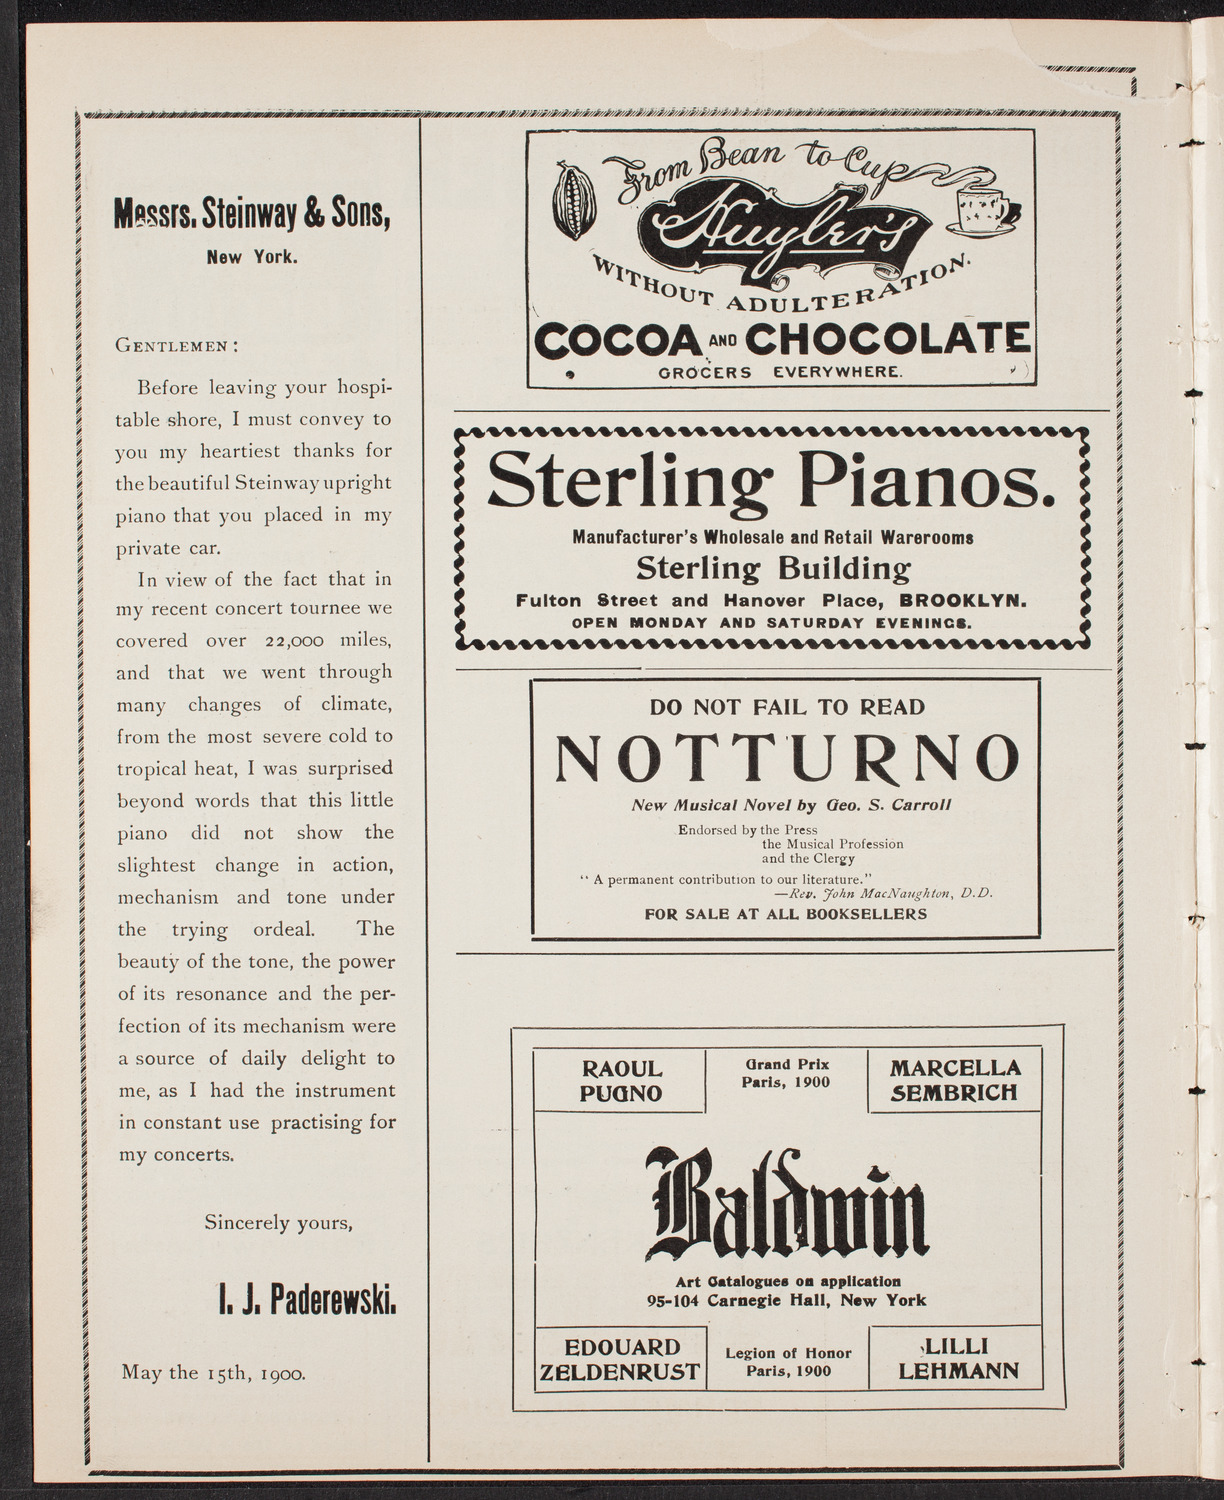 Messrs. Steinway & Sons,
New York.
GENTLEMEN:
Before leaving your hospi-
table shore, I must convey to
you my heartiest thanks for
the beautiful Steinway upright
piano that you placed in my
private car.
In view of the fact that in
my recent concert tournee we
covered over 22,000 miles,
and that we went through
many changes of climate,
from the most severe cold to
tropical heat, I was surprised
beyond words that this little
piano did not show the
slightest change in action,
mechanism and tone under
the trying ordeal. The
beauty of the tone, the power
of its resonance and the per-
fection of its mechanism were
a source of daily delight to
me, as I had the instrument
in constant use practising for
my concerts.
Sincerely yours,
I. J. Paderewski.
May the 15th, 1900.
From Bean to Cup
Huyler's
WITHOUT ADULTERATION.
COCOA AND CHOCOLATE
GROCERS EVERYWHERE.
Sterling Pianos.
Manufacturer's Wholesale and Retail Warerooms
Sterling Building
Fulton Street and Hanover Place, BROOKLYN.
OPEN MONDAY AND SATURDAY EVENINGS.
DO NOT FAIL TO READ
NOTTURNO
New Musical Novel by Geo. S. Carroll
Endorsed by the Press
the Musical Profession
and the Clergy
"A permanent contribution to our literature."
—Rev. John MacNaughton, D.D.
FOR SALE AT ALL BOOKSELLERS
RAOUL
PUGNO
Grand Prix
Paris, 1900
MARCELLA
SEMBRICH
Baldwin
Art Catalogues on application
95-104 Carnegie Hall, New York
EDOUARD
ZELDENRUST
Legion of Honor
Paris, 1900
LILLI
LEHMANN